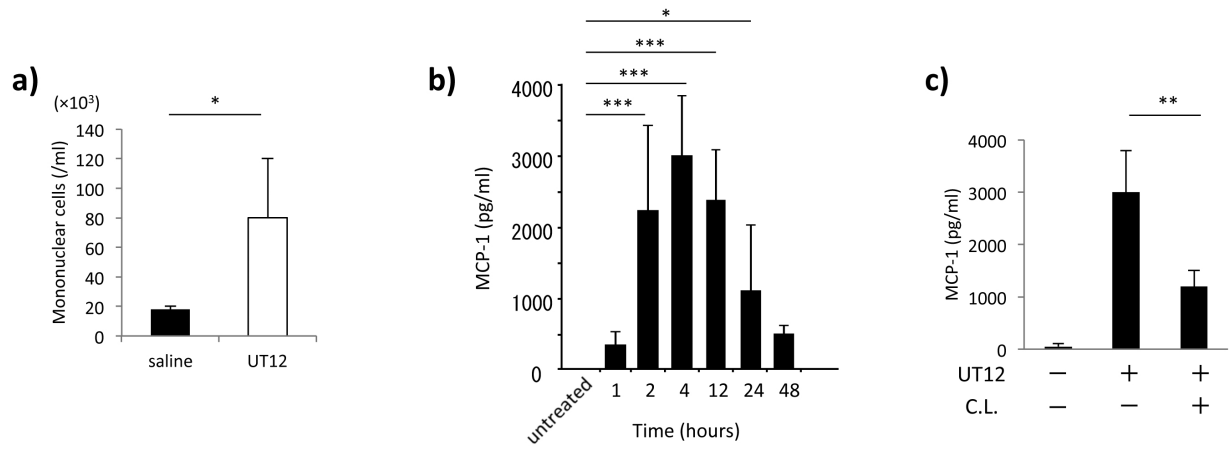 a)
(×10³)
*
140
120
100
80
60
40
20
0
Mononuclear cells (/ml)
saline UT12
b)
*
***
***
***
4000
3000
2000
1000
0
MCP-1 (pg/ml)
untreated 1 2 4 12 24 48
Time (hours)
c)
**
4000
3000
2000
1000
0
MCP-1 (pg/ml)
UT12 − + +
C.L. − − +